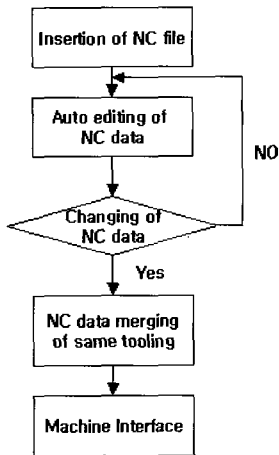 Insertion of NC file
Auto editing of
NC data
NO
Changing of
NC data
Yes
NC data merging
of same tooling
Machine Interface